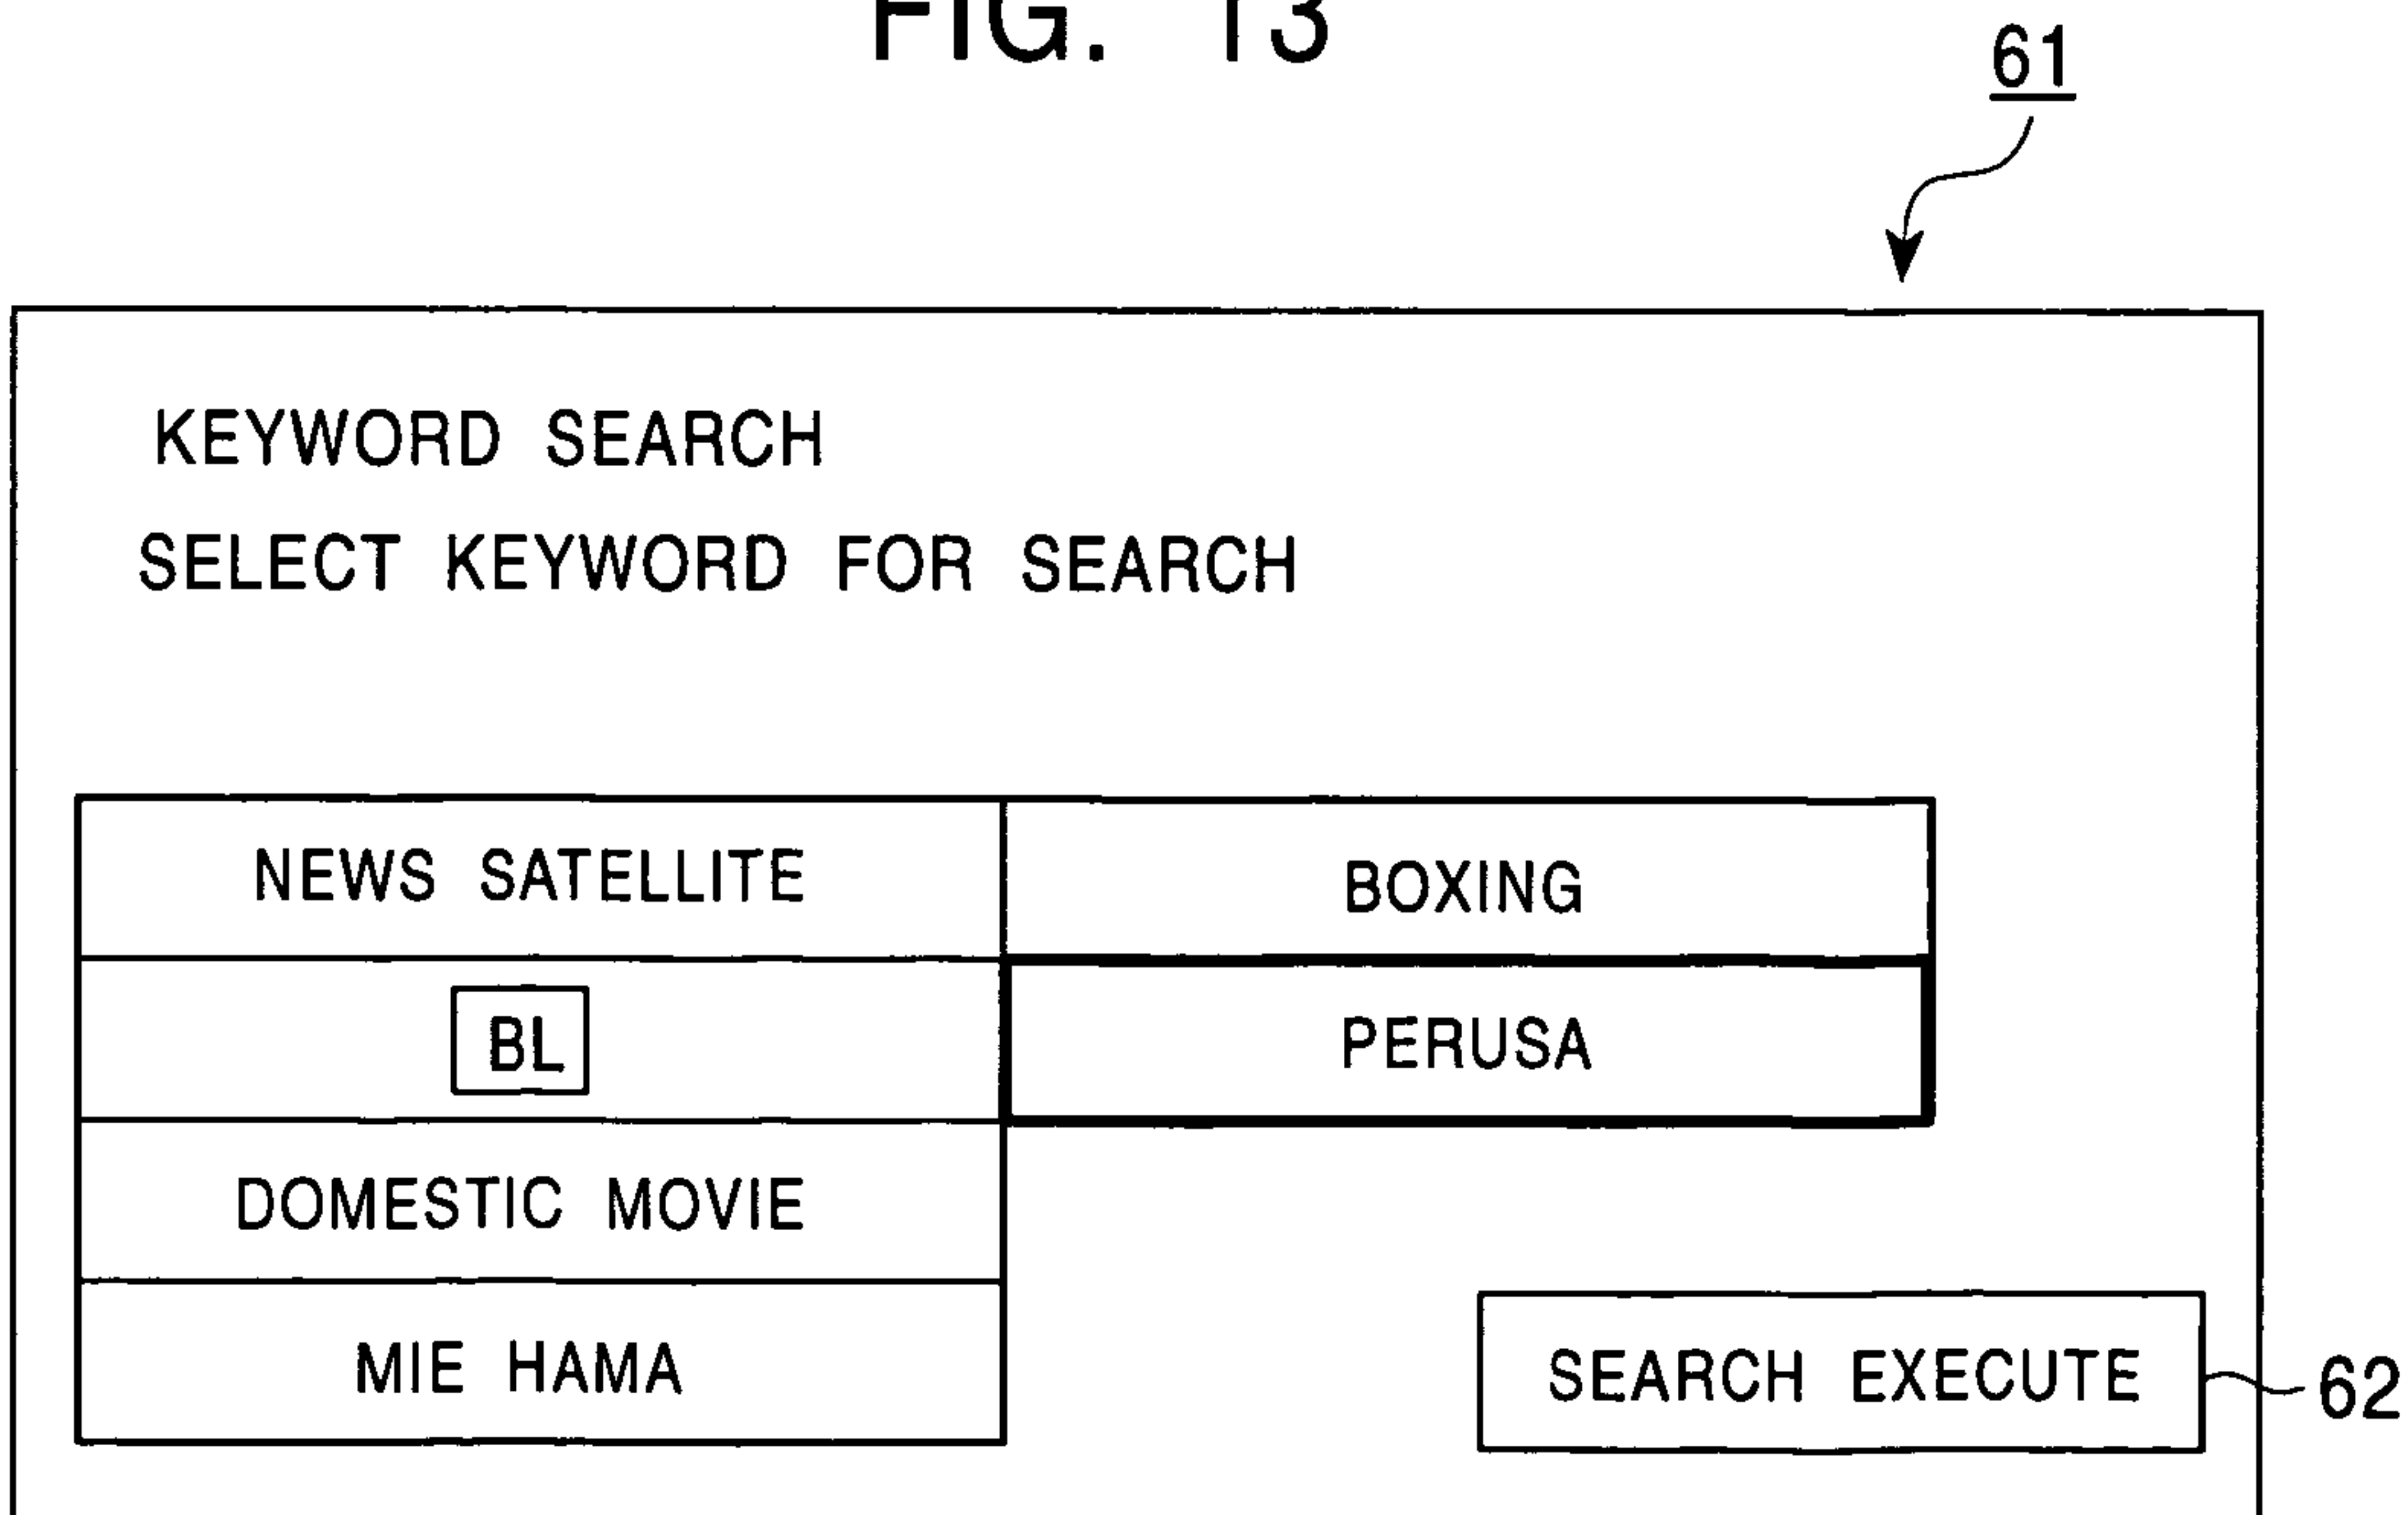 FIG. 13
61
KEYWORD SEARCH
SELECT KEYWORD FOR SEARCH
NEWS SATELLITE
BOXING
BL
PERUSA
DOMESTIC MOVIE
MIE HAMA
SEARCH EXECUTE
62